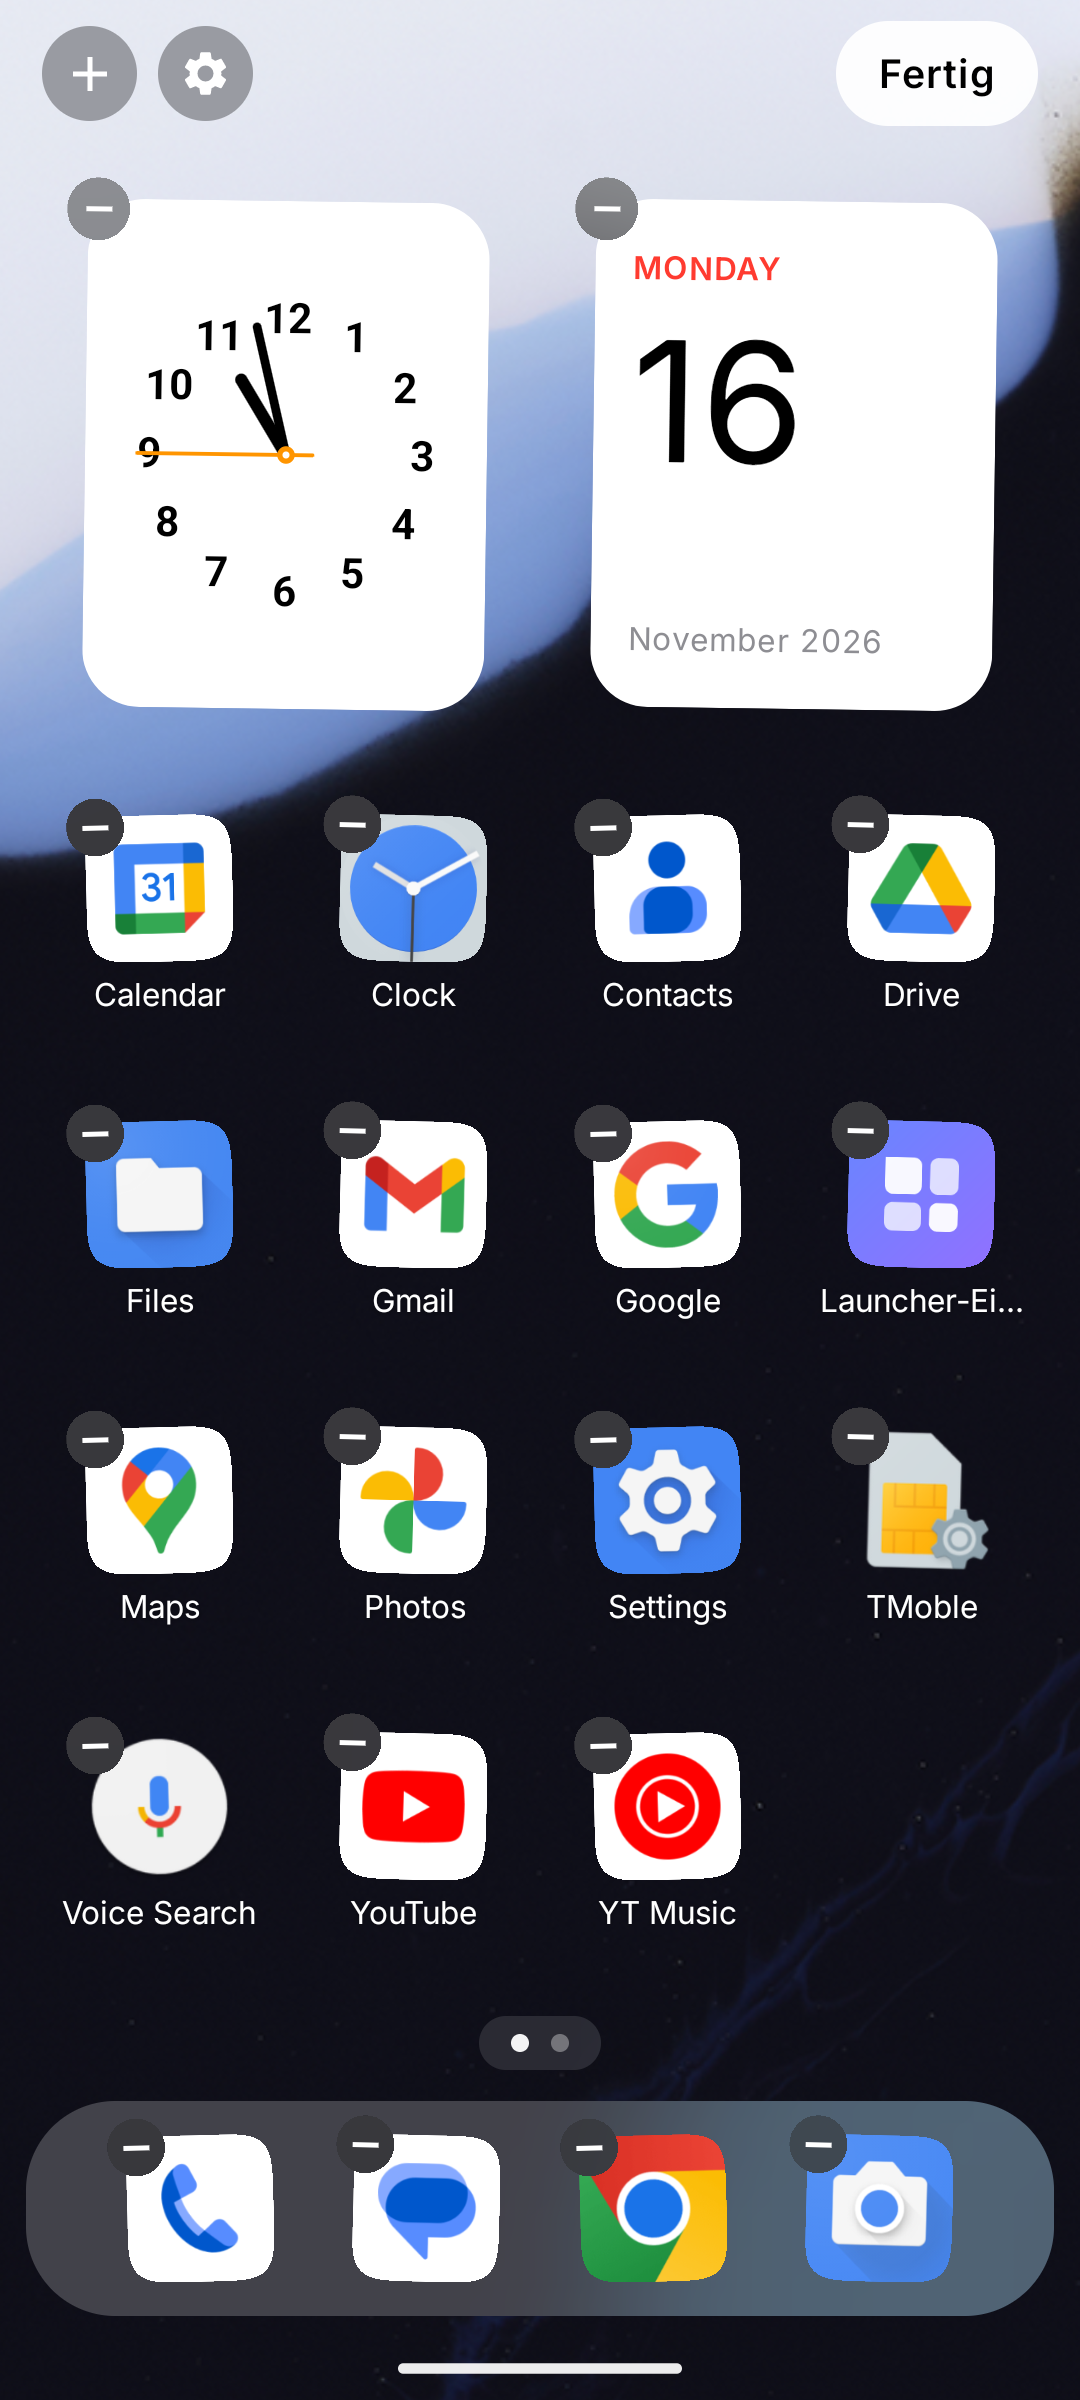 Fertig
12
11
1
10
2
9
3
8
4
7
5
6
MONDAY
16
November 2026
31
Calendar
Clock
Contacts
Drive
Files
Gmail
Google
Launcher-Ei...
Maps
Photos
Settings
TMoble
Voice Search
YouTube
YT Music